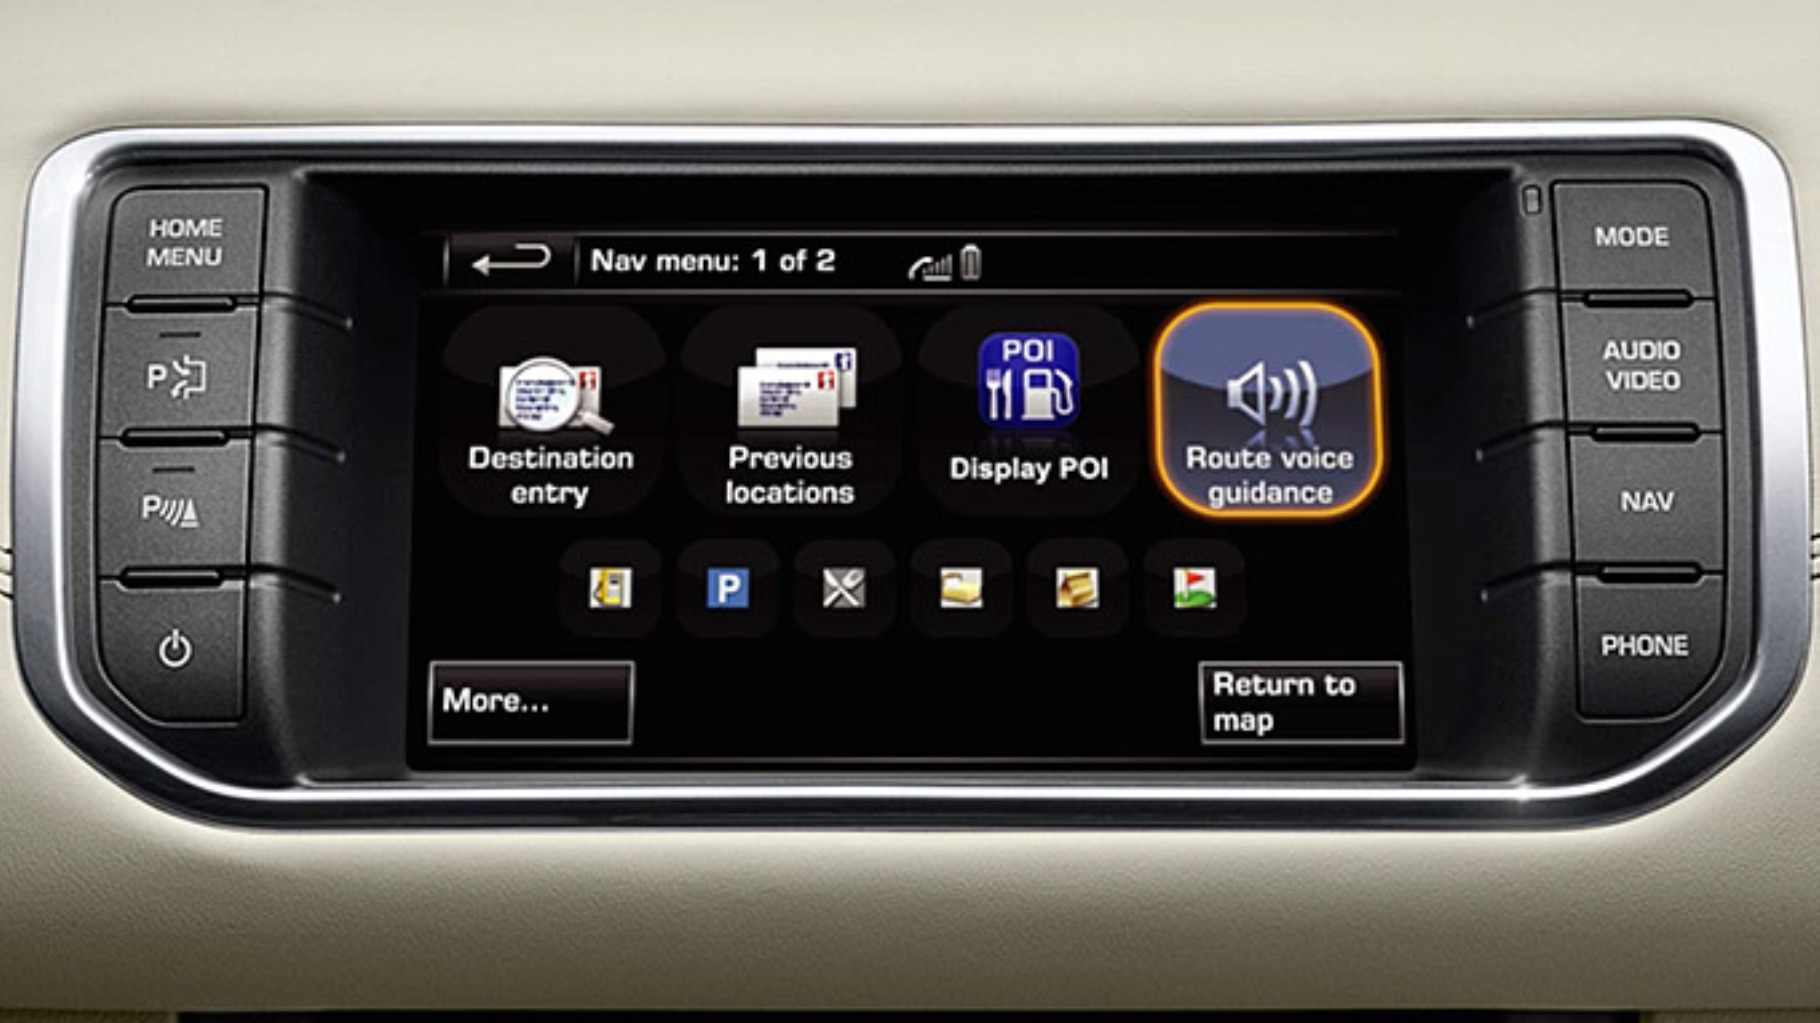 HOME
MENU
P
P
Nav menu: 1 of 2
POI
Destination
entry
Previous
locations
Display POI
Route voice
guidance
P
More...
Return to
map
MODE
AUDIO
VIDEO
NAV
PHONE